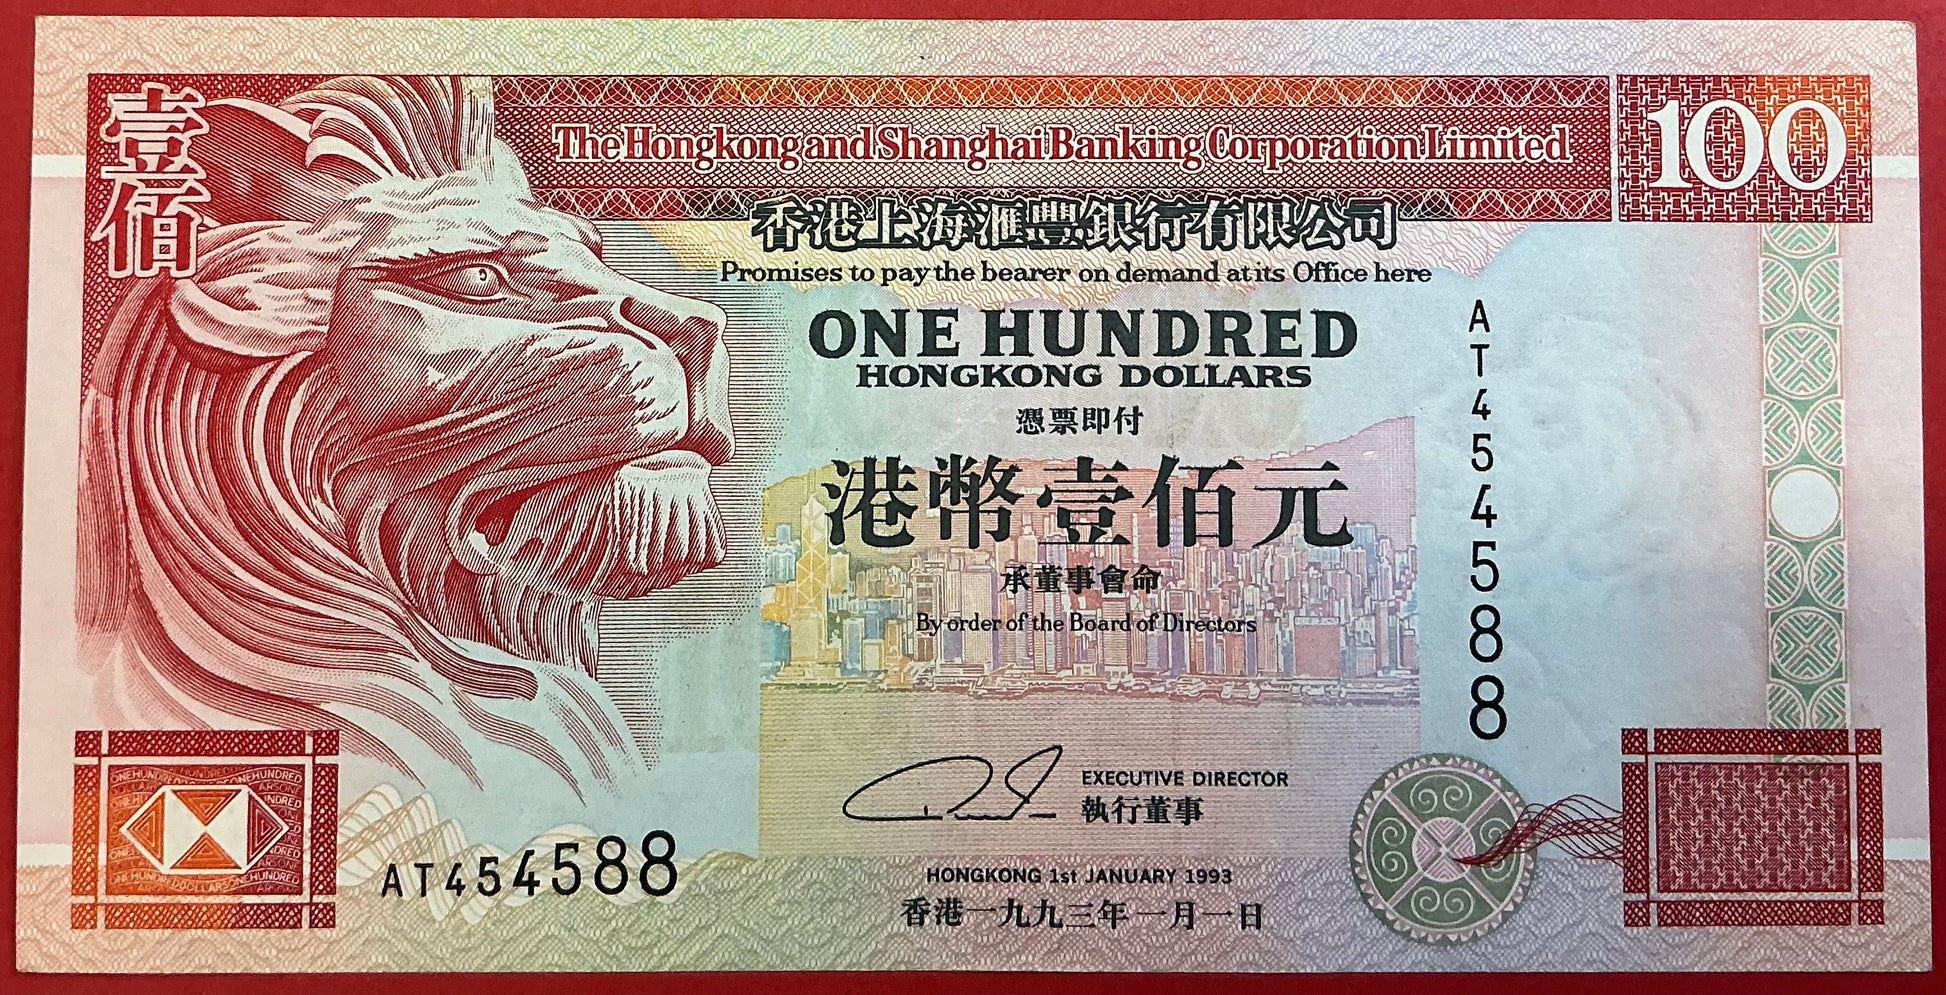 壹佰
The Hongkong and Shanghai Banking Corporation Limited
100
香港上海滙豐銀行有限公司
Promises to pay the bearer on demand at its Office here
ONE HUNDRED
HONGKONG DOLLARS
憑票即付
港幣壹佰元
承董事會命
By order of the Board of Directors
AT454588
EXECUTIVE DIRECTOR
執行董事
AT454588
HONGKONG 1st JANUARY 1993
香港一九九三年一月一日